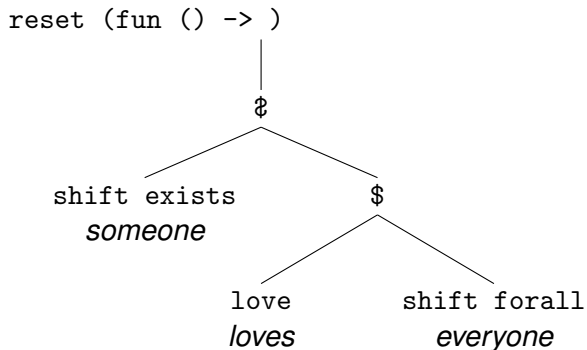 reset (fun () -> )
shift exists
$
someone
love
shift forall
loves
everyone